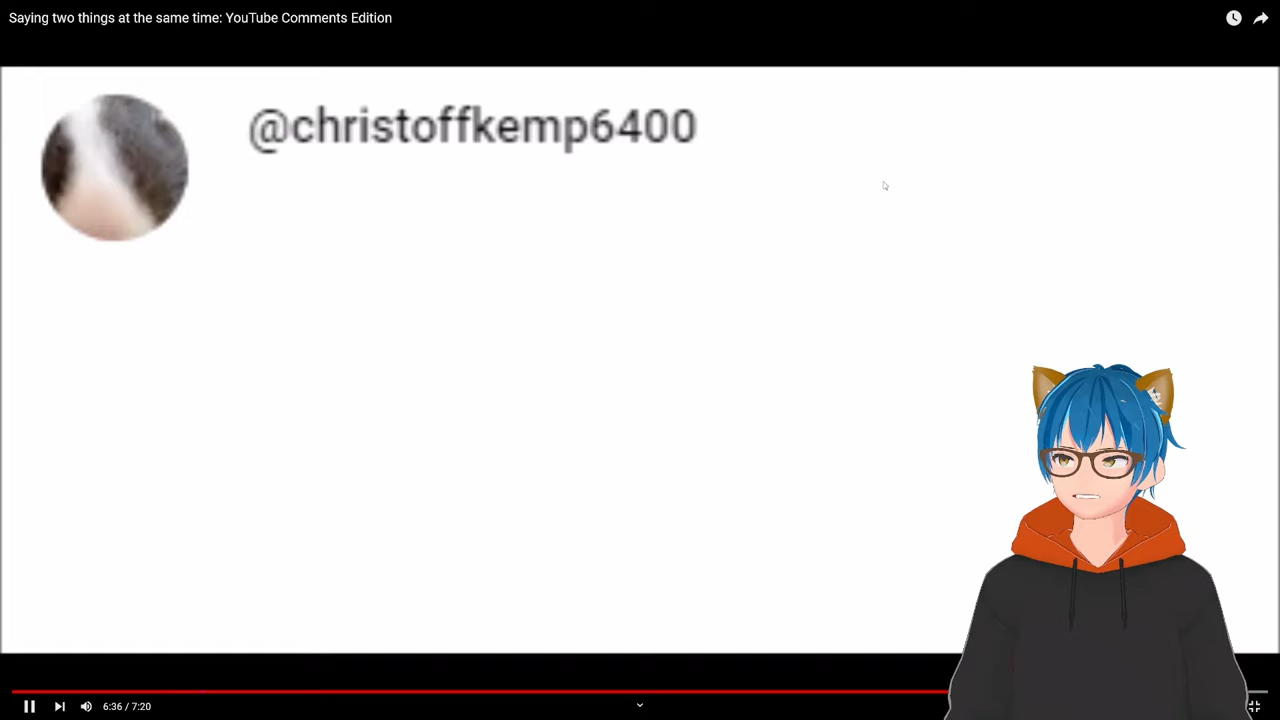 Saying two things at the same time: YouTube Comments Edition
@christoffkemp6400
6:36 / 7:20